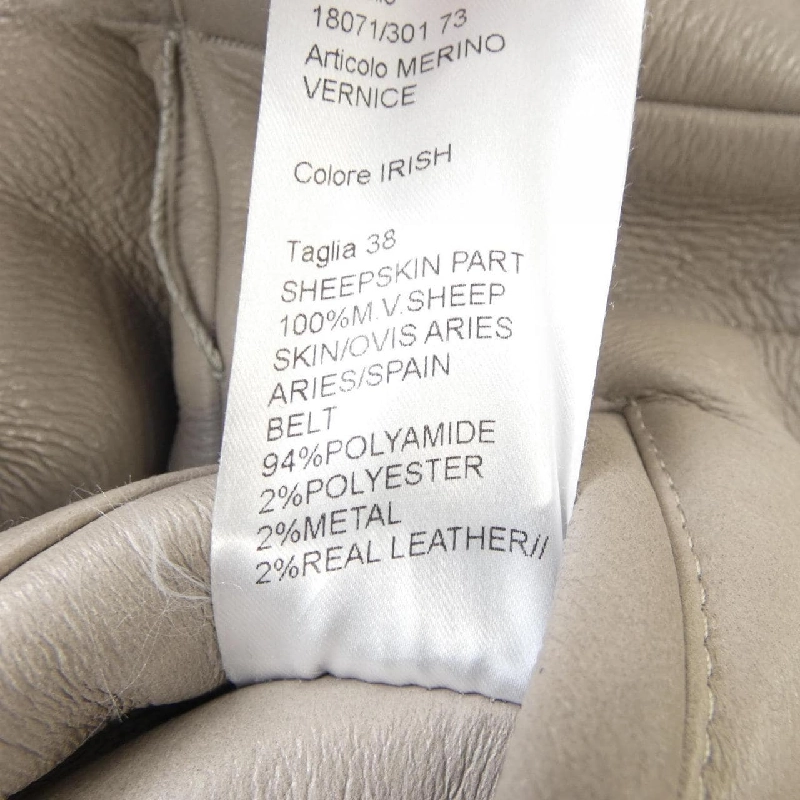 18071/301 73
Articolo MERINO
VERNICE
Colore IRISH
Taglia 38
SHEEPSKIN PART
100%M.V.SHEEP
SKIN/OVIS ARIES
ARIES/SPAIN
BELT
94%POLYAMIDE
2%POLYESTER
2%METAL
2%REAL LEATHER//